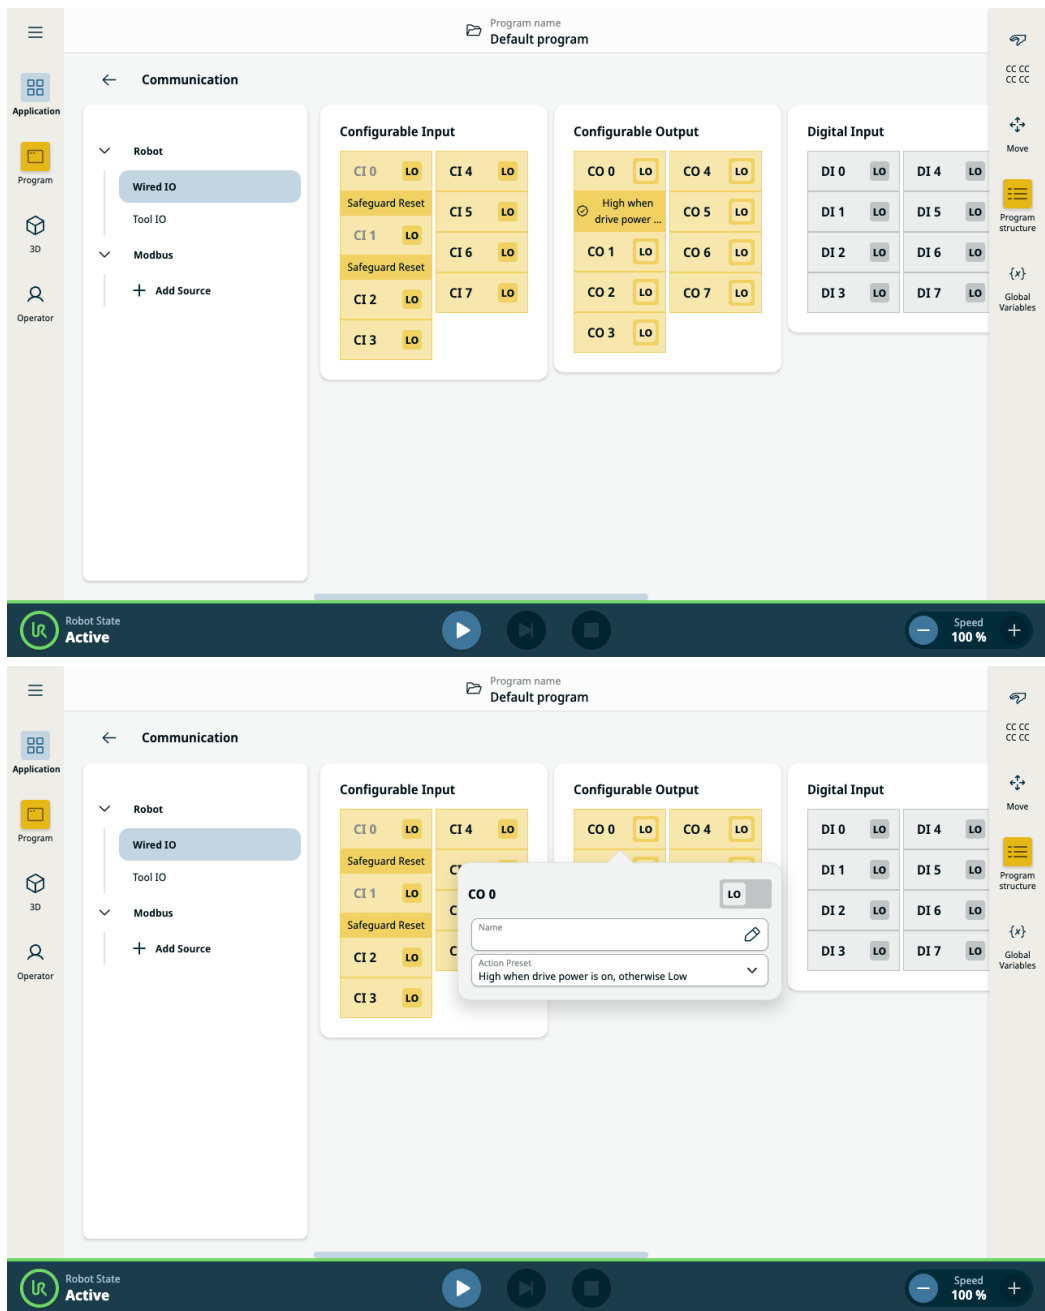 Program name
Default program
Communication
Application
Program
3D
Operator
Robot
Wired IO
Tool IO
Modbus
Add Source
Configurable Input
CI 0 LO CI 4 LO
Safeguard Reset
CI 5 LO
CI 1 LO
CI 6 LO
Safeguard Reset
CI 2 LO CI 7 LO
CI 3 LO
Configurable Output
CO 0 LO CO 4 LO
High when
drive power ...
CO 5 LO
CO 1 LO CO 6 LO
CO 2 LO CO 7 LO
CO 3 LO
Digital Input
DI 0 LO DI 4 LO
DI 1 LO DI 5 LO
DI 2 LO DI 6 LO
DI 3 LO DI 7 LO
CC CC
CC CC
Move
Program
structure
{x}
Global
Variables
UR
Robot State
Active
Speed
100 %
Program name
Default program
Communication
Application
Program
3D
Operator
Robot
Wired IO
Tool IO
Modbus
Add Source
Configurable Input
CI 0 LO CI 4 LO
Safeguard Reset
CI 1 LO
Safeguard Reset
CI 2 LO
CI 3 LO
Configurable Output
CO 0 LO CO 4 LO
CO 0 LO
Name
Action Preset
High when drive power is on, otherwise Low
Digital Input
DI 0 LO DI 4 LO
DI 1 LO DI 5 LO
DI 2 LO DI 6 LO
DI 3 LO DI 7 LO
CC CC
CC CC
Move
Program
structure
{x}
Global
Variables
UR
Robot State
Active
Speed
100 %